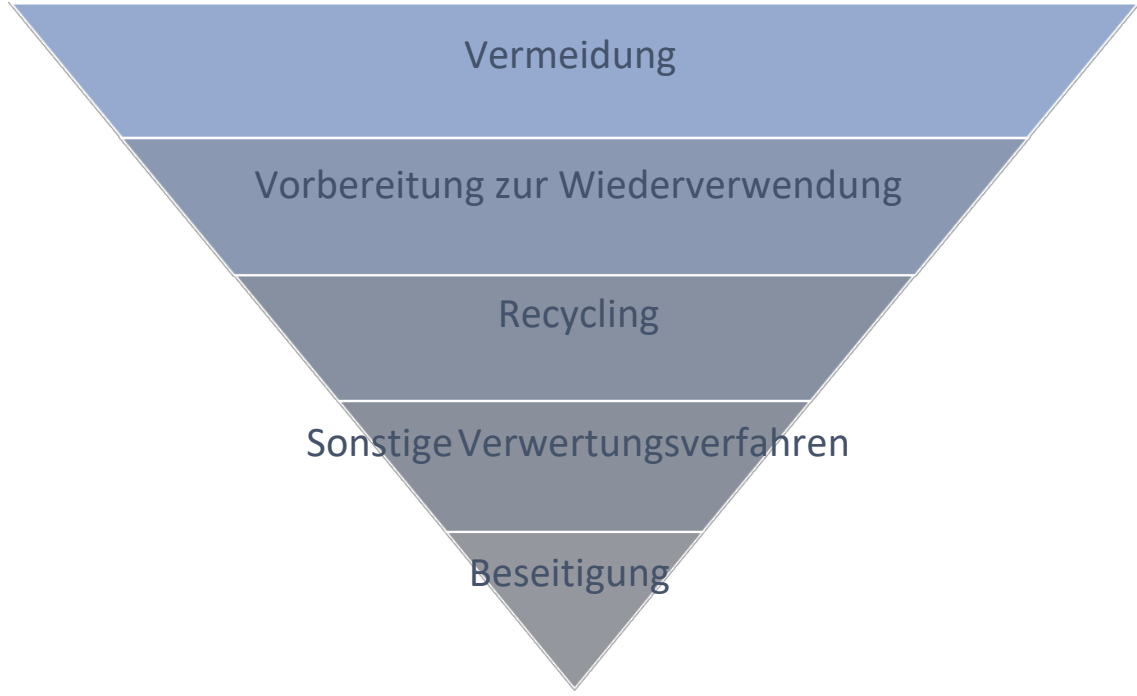 Vermeidung
Vorbereitung zur Wiederverwendung
Recycling
Sonstige Verwertungsverfahren
Beseitigung